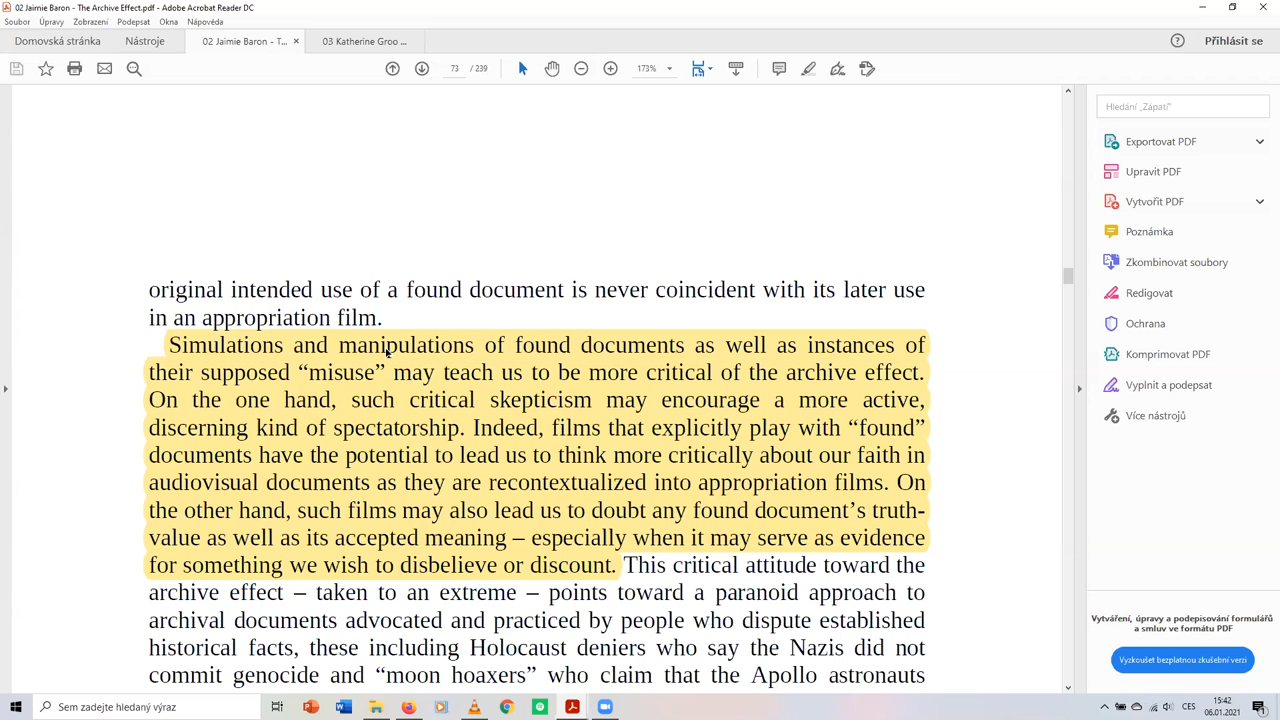 02 Jaimie Baron - The Archive Effect.pdf - Adobe Acrobat Reader DC
Soubor Úpravy Zobrazení Podepsat Okna Nápověda
Domovská stránka Nástroje 02 Jaimie Baron - T... × 03 Katherine Groo ... Přihlásit se
73 / 239 173%
Hledání „Zápatí"
Exportovat PDF
Upravit PDF
Vytvořit PDF
Poznámka
Zkombinovat soubory
Redigovat
Ochrana
Komprimovat PDF
Vyplnit a podepsat
Více nástrojů
original intended use of a found document is never coincident with its later use
in an appropriation film.
Simulations and manipulations of found documents as well as instances of
their supposed “misuse” may teach us to be more critical of the archive effect.
On the one hand, such critical skepticism may encourage a more active,
discerning kind of spectatorship. Indeed, films that explicitly play with “found”
documents have the potential to lead us to think more critically about our faith in
audiovisual documents as they are recontextualized into appropriation films. On
the other hand, such films may also lead us to doubt any found document’s truth-
value as well as its accepted meaning – especially when it may serve as evidence
for something we wish to disbelieve or discount. This critical attitude toward the
archive effect – taken to an extreme – points toward a paranoid approach to
archival documents advocated and practiced by people who dispute established
historical facts, these including Holocaust deniers who say the Nazis did not
commit genocide and “moon hoaxers” who claim that the Apollo astronauts
Vytváření, úpravy a podepisování formulářů
a smluv ve formátu PDF
Vyzkoušet bezplatnou zkušební verzi
Sem zadejte hledaný výraz
CES
15:42
06.01.2021